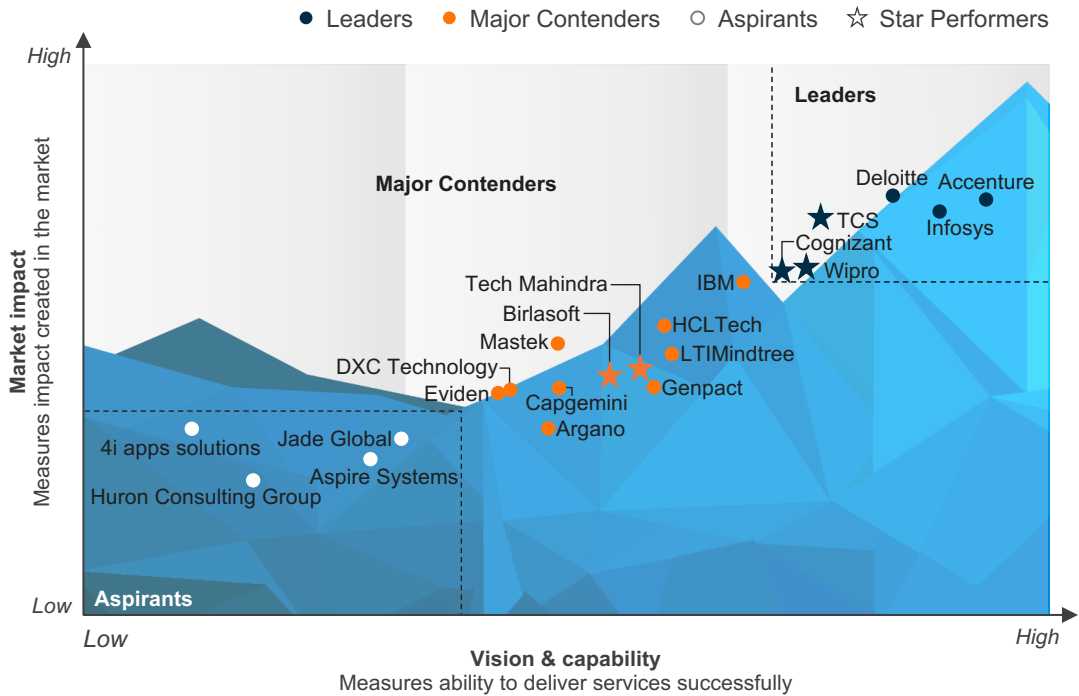 Leaders
Major Contenders
Aspirants
Star Performers
High
Leaders
Major Contenders
Deloitte
Accenture
TCS
Infosys
Cognizant
Wipro
Tech Mahindra
IBM
Birlasoft
HCLTech
Mastek
LTIMindtree
DXC Technology
Eviden
Capgemini
Genpact
Argano
4i apps solutions
Jade Global
Aspire Systems
Huron Consulting Group
Aspirants
Market impact
Measures impact created in the market
Low
Low
High
Vision & capability
Measures ability to deliver services successfully